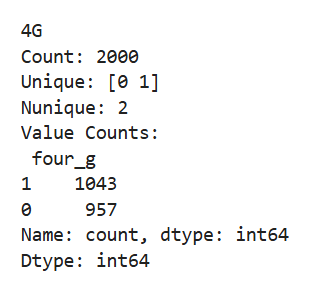 4G
Count: 2000
Unique: [0 1]
Nunique: 2
Value Counts:
 four_g
1    1043
0     957
Name: count, dtype: int64
Dtype: int64